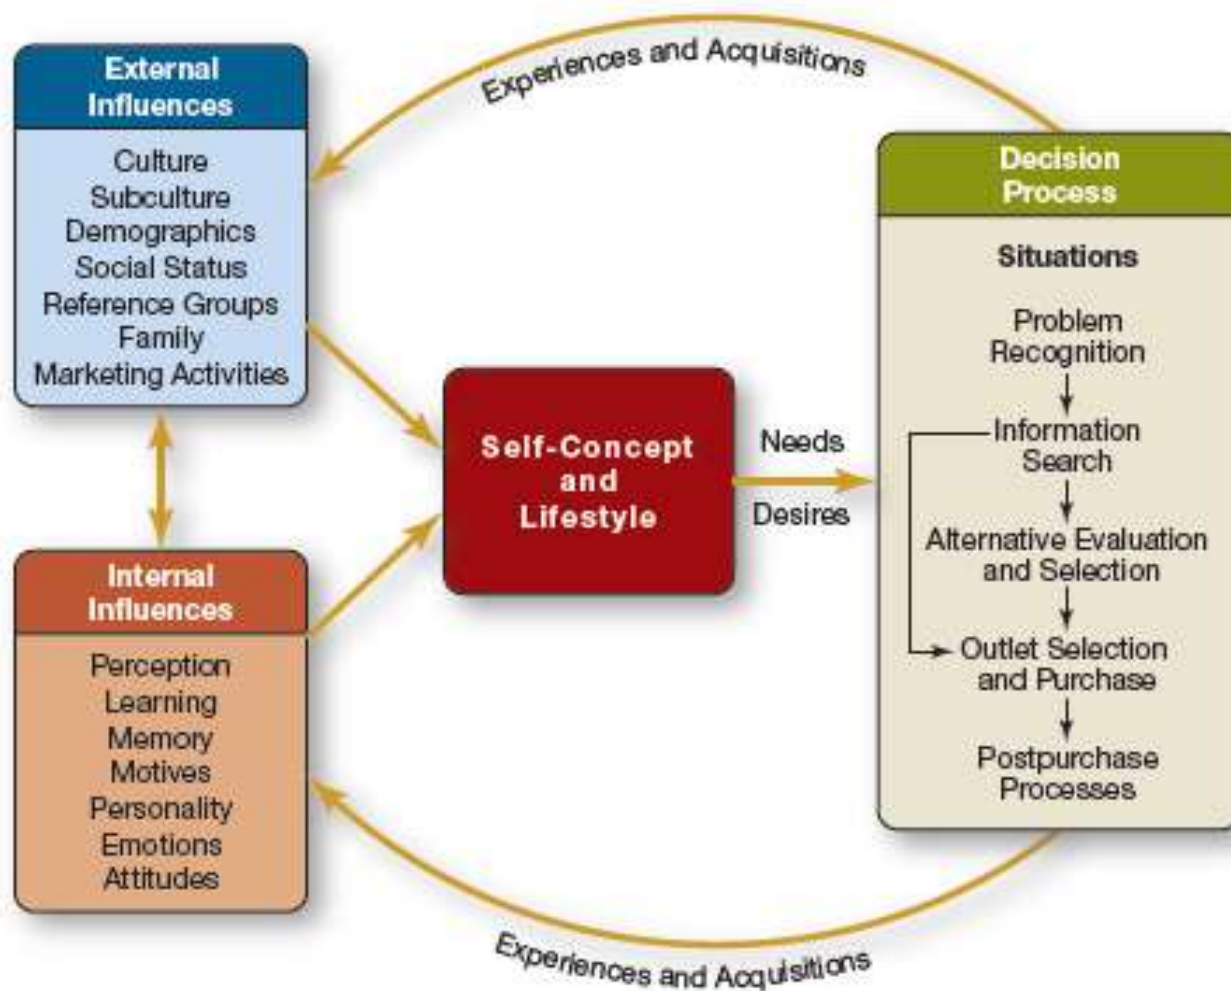 Experiences and Acquisitions
External
Influences
Culture
Subculture
Demographics
Social Status
Reference Groups
Family
Marketing Activities
Internal
Influences
Perception
Learning
Memory
Motives
Personality
Emotions
Attitudes
Self-Concept
and
Lifestyle
Needs
Desires
Decision
Process
Situations
Problem
Recognition
Information
Search
Alternative Evaluation
and Selection
Outlet Selection
and Purchase
Postpurchase
Processes
Experiences and Acquisitions